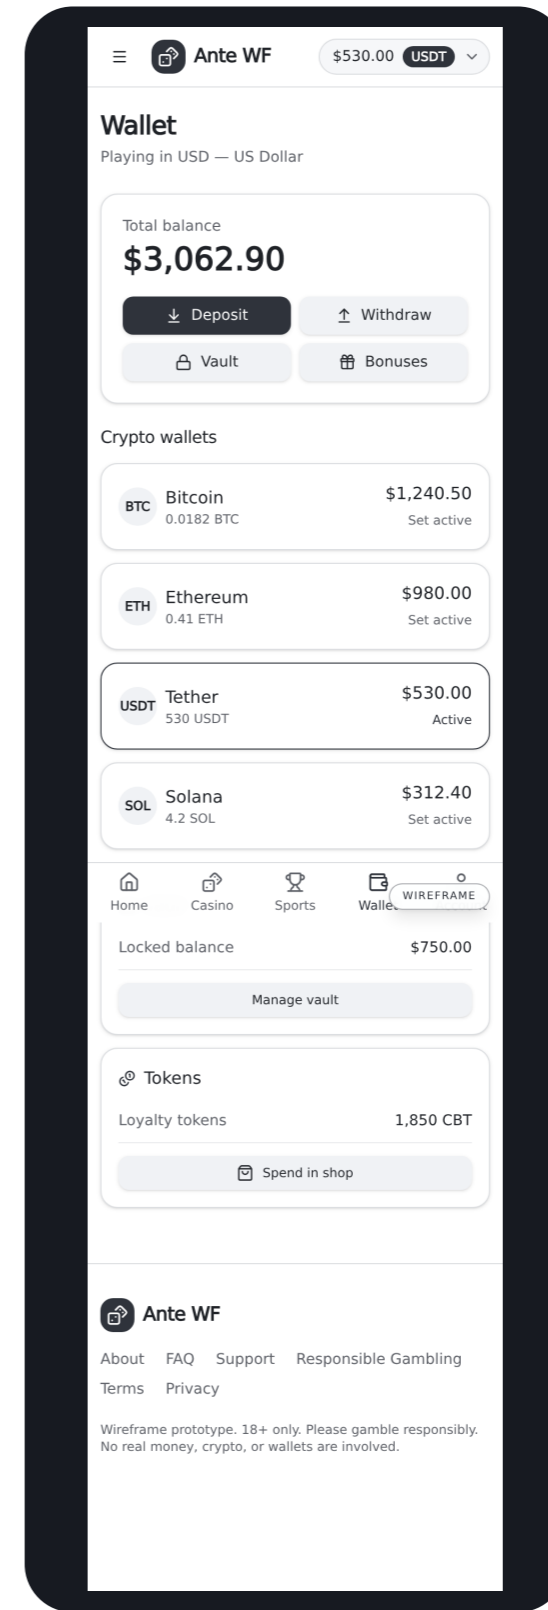 Ante WF
$530.00 USDT
Wallet
Playing in USD — US Dollar
Total balance
$3,062.90
Deposit
Withdraw
Vault
Bonuses
Crypto wallets
BTC
Bitcoin
0.0182 BTC
$1,240.50
Set active
ETH
Ethereum
0.41 ETH
$980.00
Set active
USDT
Tether
530 USDT
$530.00
Active
SOL
Solana
4.2 SOL
$312.40
Set active
Home
Casino
Sports
Wallet
WIREFRAME
Locked balance
$750.00
Manage vault
Tokens
Loyalty tokens
1,850 CBT
Spend in shop
Ante WF
About FAQ Support Responsible Gambling
Terms Privacy
Wireframe prototype. 18+ only. Please gamble responsibly.
No real money, crypto, or wallets are involved.